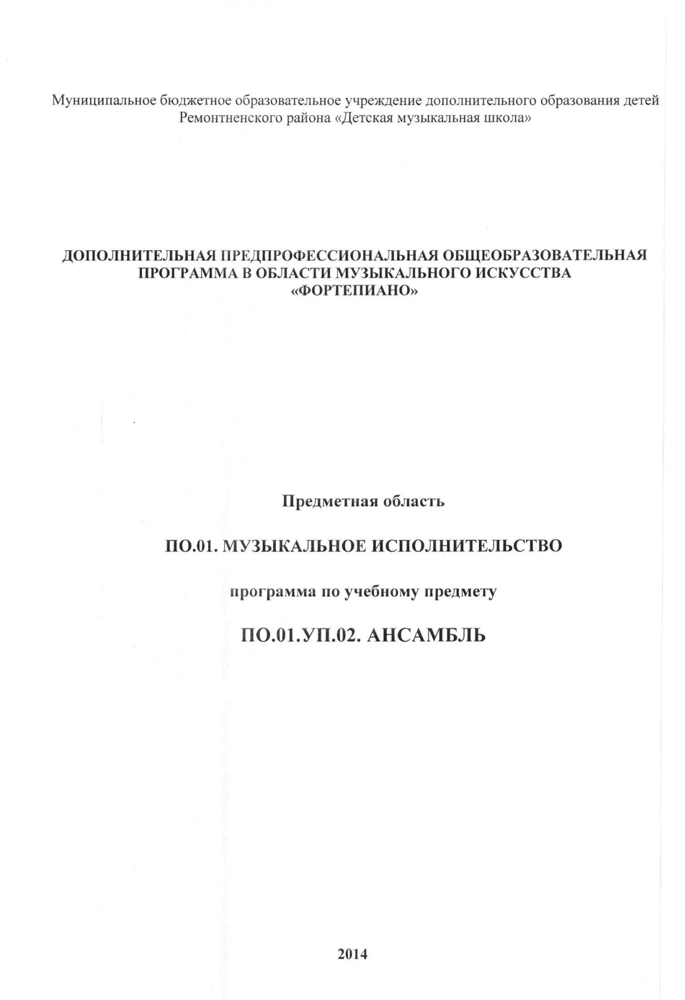 Муниципальное бюджетное образовательное учреждение дополнительного образования детей
Ремонтненского района «Детская музыкальная школа»
ДОПОЛНИТЕЛЬНАЯ ПРЕДПРОФЕССИОНАЛЬНАЯ ОБЩЕОБРАЗОВАТЕЛЬНАЯ
ПРОГРАММА В ОБЛАСТИ МУЗЫКАЛЬНОГО ИСКУССТВА
«ФОРТЕПИАНО»
Предметная область
ПО.01. МУЗЫКАЛЬНОЕ ИСПОЛНИТЕЛЬСТВО
программа по учебному предмету
ПО.01.УП.02. АНСАМБЛЬ
2014